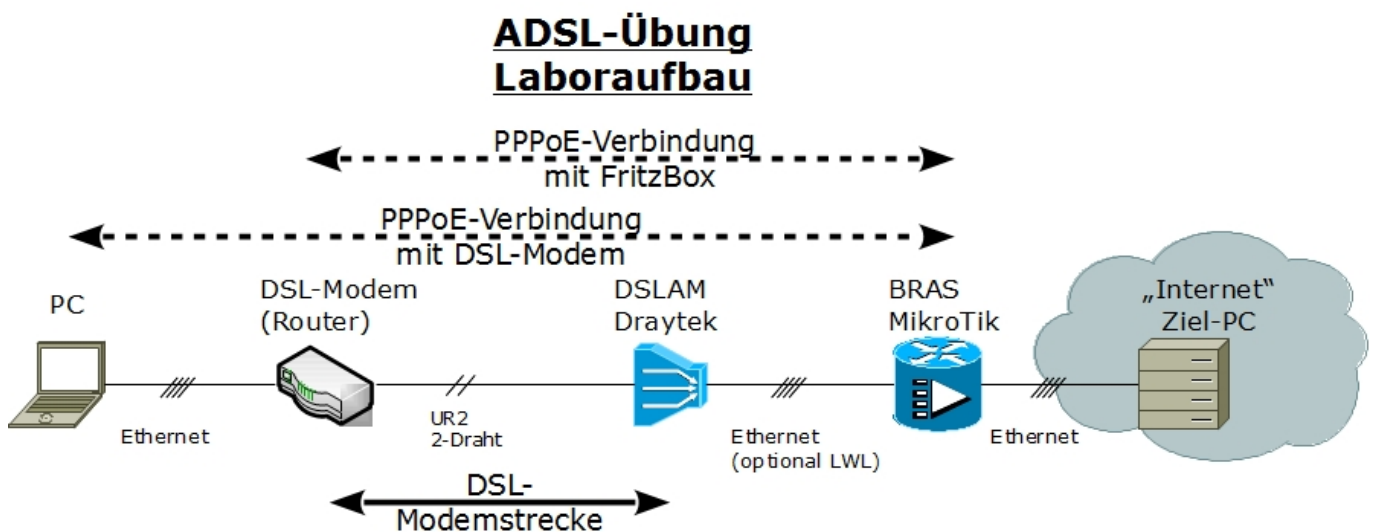 ADSL-Übung
Laboraufbau
PPPoE-Verbindung
mit FritzBox
PPPoE-Verbindung
mit DSL-Modem
PC
DSL-Modem
(Router)
DSLAM
Draytek
BRAS
MikroTik
„Internet“
Ziel-PC
Ethernet
UR2
2-Draht
Ethernet
(optional LWL)
Ethernet
DSL-
Modemstrecke